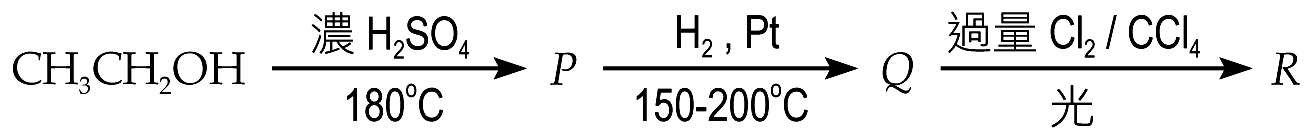 CH₃CH₂OH 濃 H₂SO₄ 180°C P H₂ , Pt 150-200°C Q 過量 Cl₂ / CCl₄ 光 R